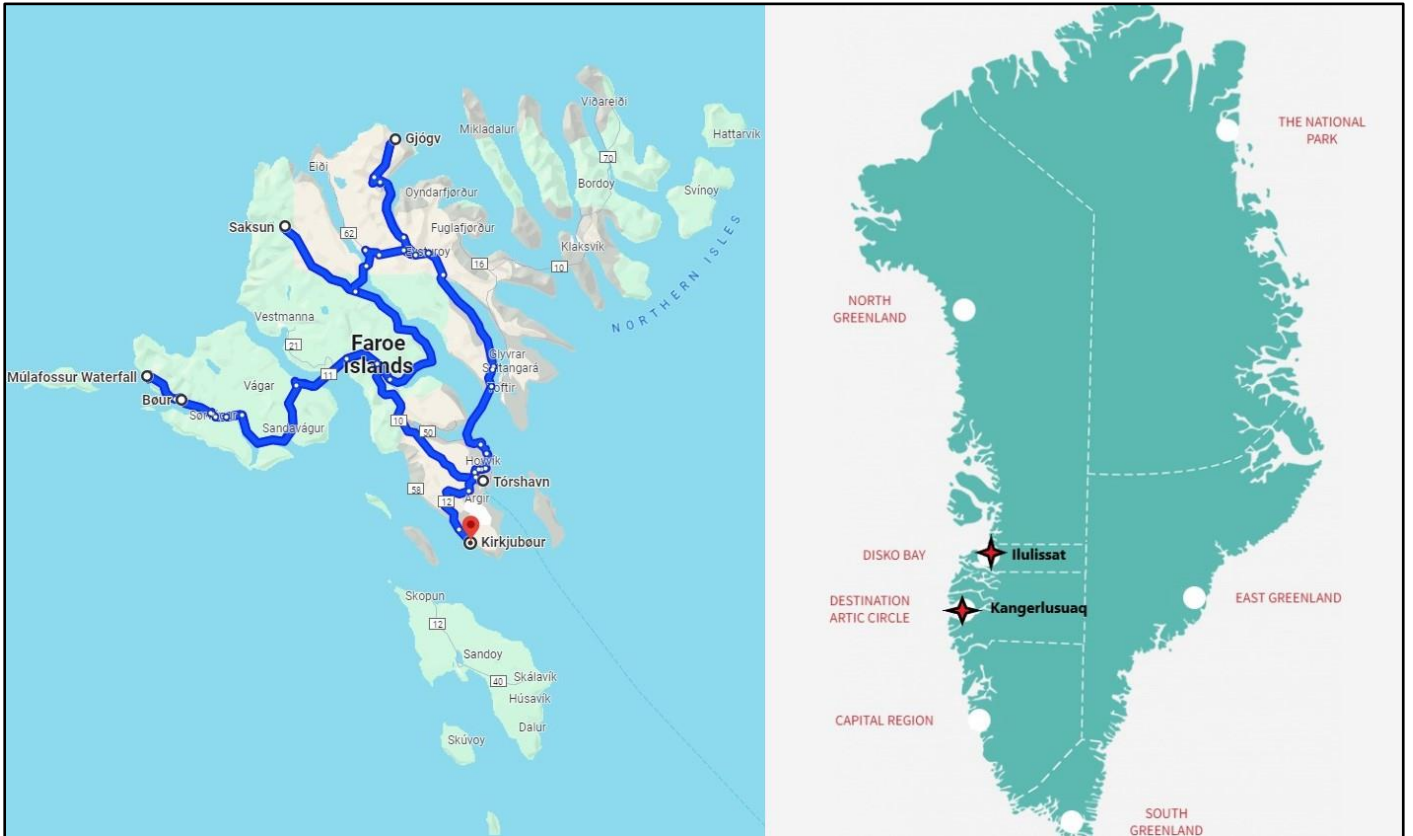 Viðareiði
Mikladalur
Hattarvík
Gjógv
70
Eiði
Bordoy
Oyndarfjørður
Svínoy
Saksun
62
Fuglafjørður
Klaksvík
16
10
NORTHERN ISLES
Vestmanna
21
Faroe
Islands
Glyvrar
Múlafossur Waterfall
11
Vágar
Bøur
Toftir
Sandavágur
10
50
Hoyvík
58
Tórshavn
12
Argir
Kirkjubøur
Skopun
12
Sandoy
40
Skálavík
Húsavík
Dalur
Skúvoy
THE NATIONAL
PARK
NORTH
GREENLAND
DISKO BAY
Ilulissat
DESTINATION
ARTIC CIRCLE
Kangerlusuaq
EAST GREENLAND
CAPITAL REGION
SOUTH
GREENLAND